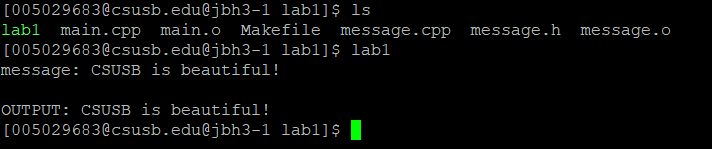 [005029683@csusb.edu@jbh3-1 lab1]$ ls
lab1  main.cpp  main.o  Makefile  message.cpp  message.h  message.o
[005029683@csusb.edu@jbh3-1 lab1]$ lab1
message: CSUSB is beautiful!

OUTPUT: CSUSB is beautiful!
[005029683@csusb.edu@jbh3-1 lab1]$